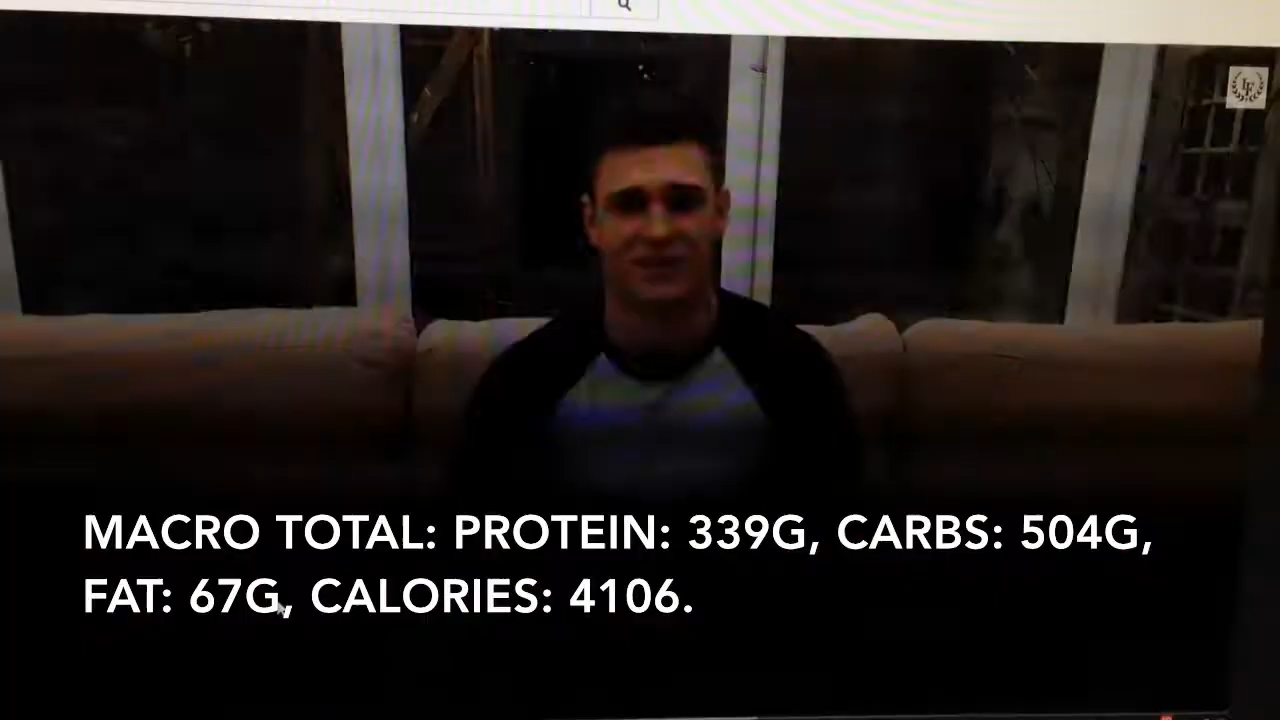 MACRO TOTAL: PROTEIN: 339G, CARBS: 504G,
FAT: 67G, CALORIES: 4106.